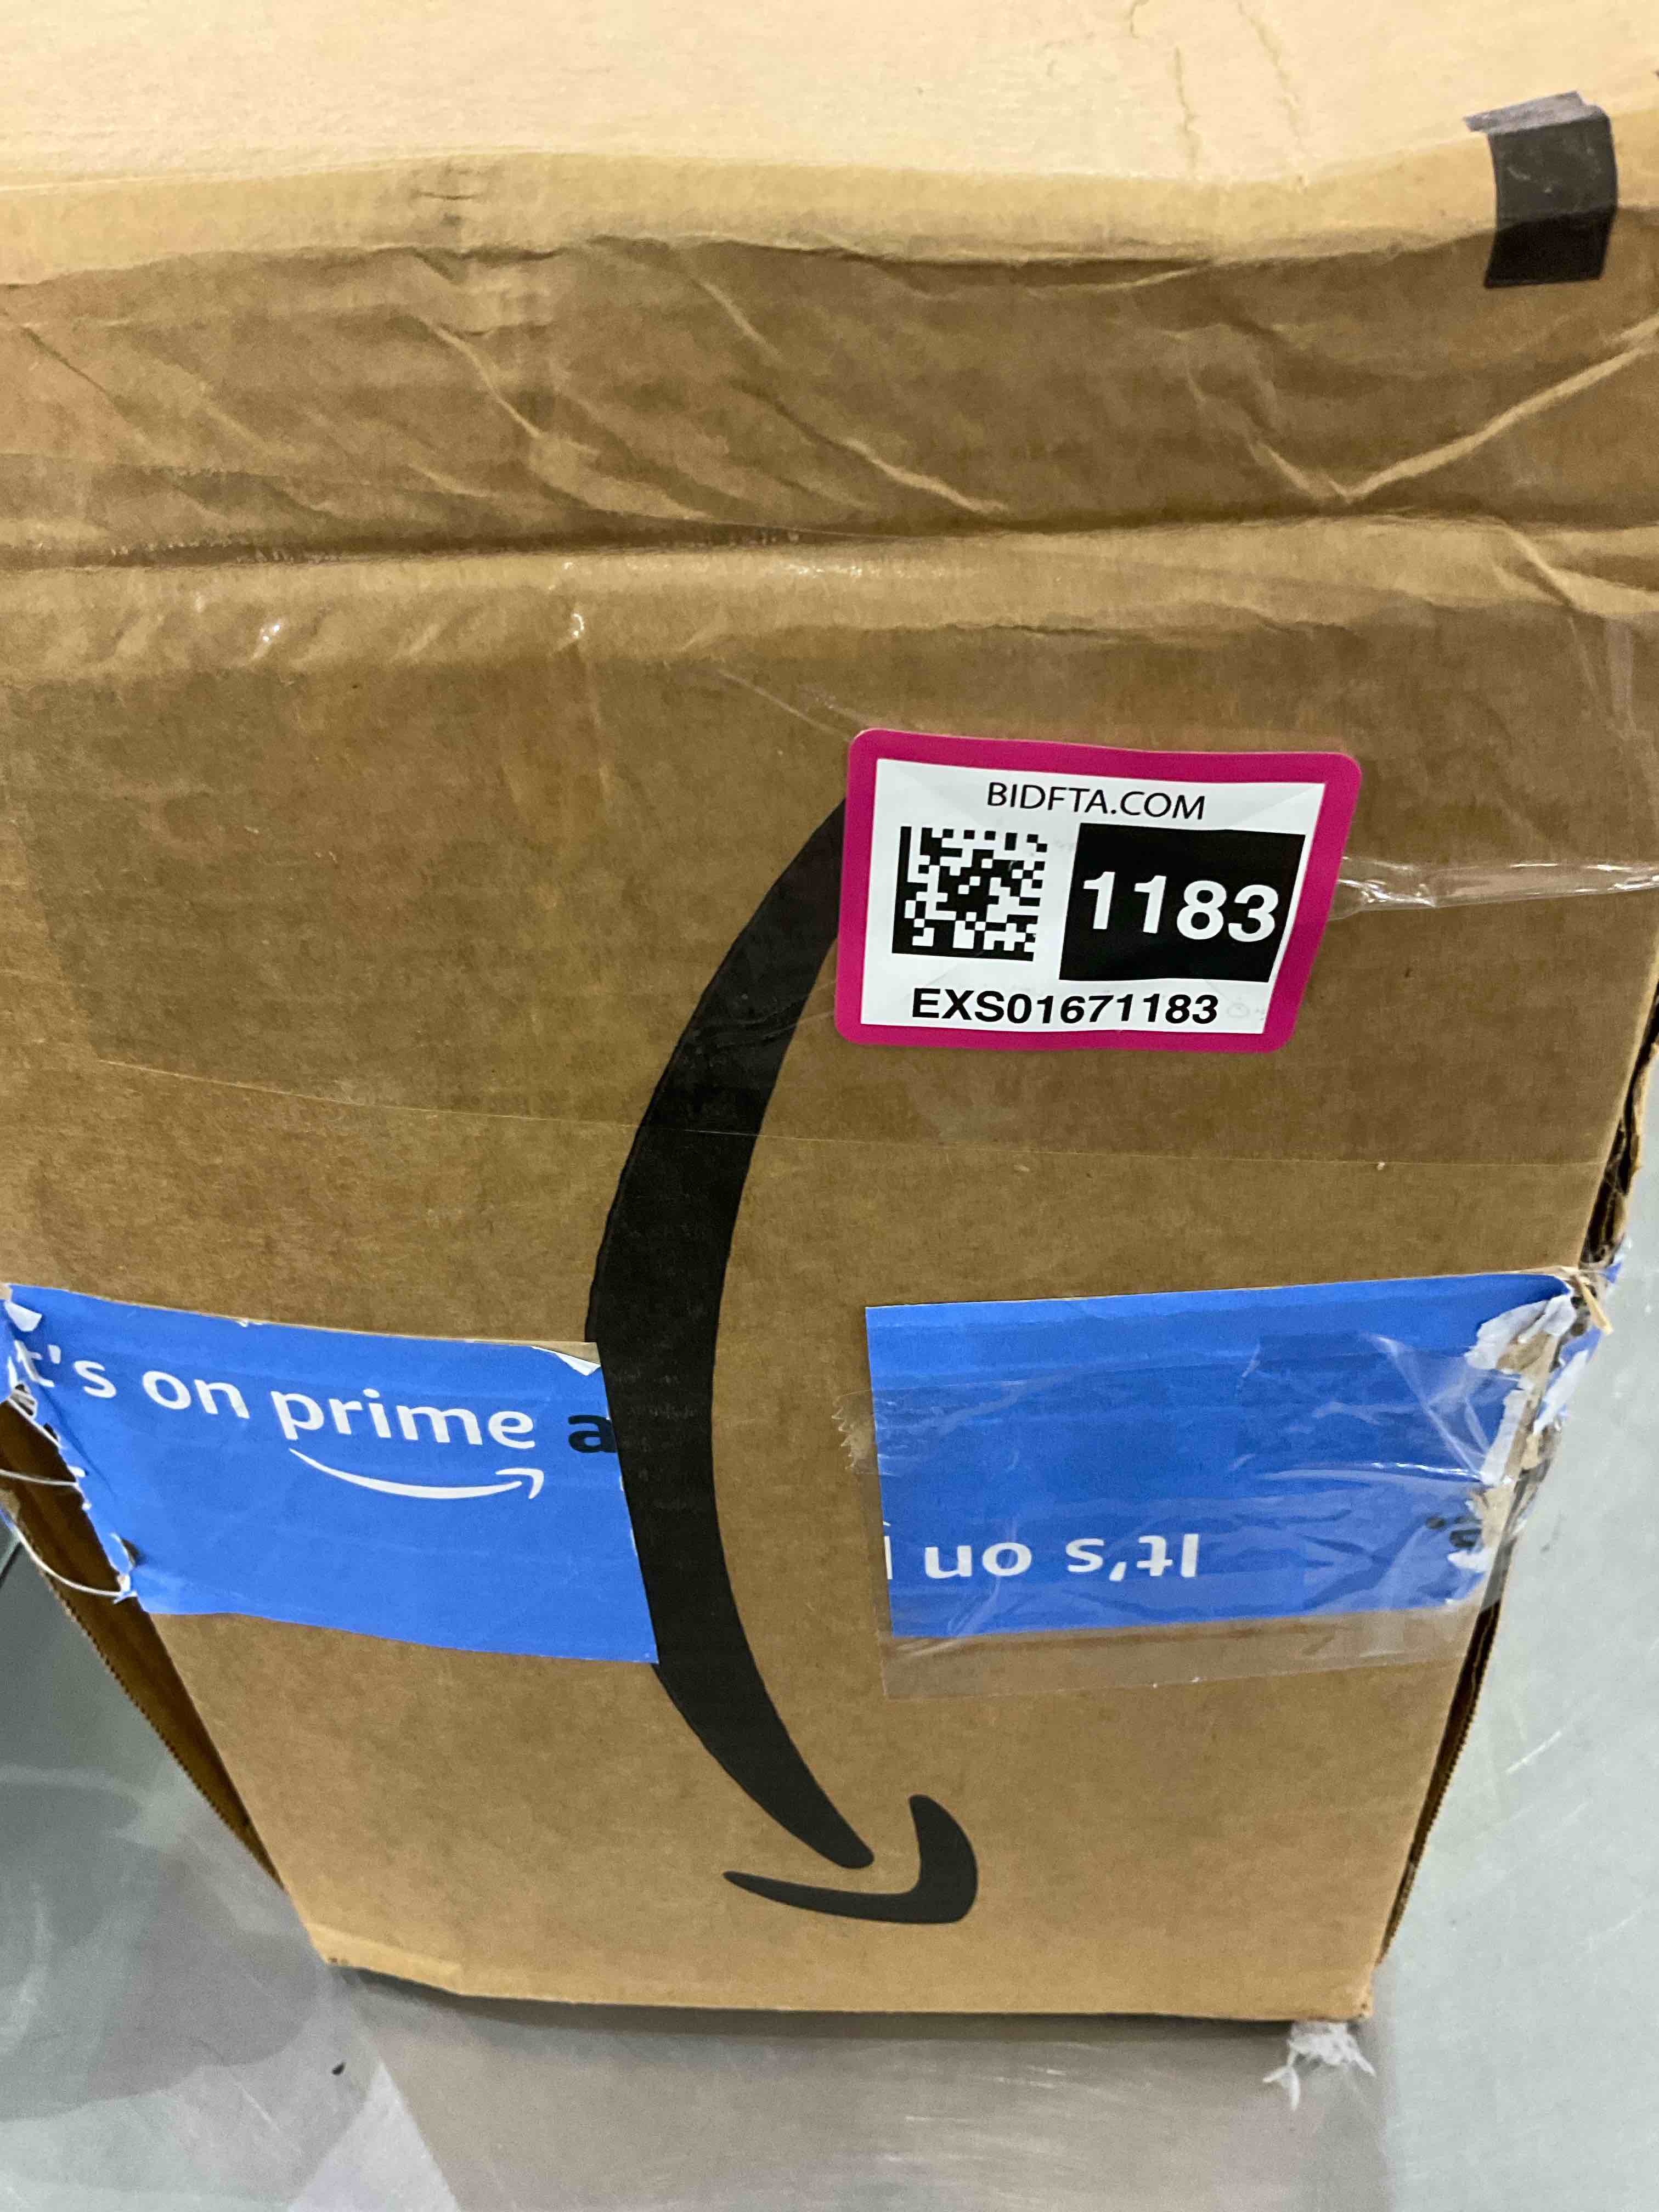 BIDFTA.COM
1183
EXS01671183
t's on prime a
It's on